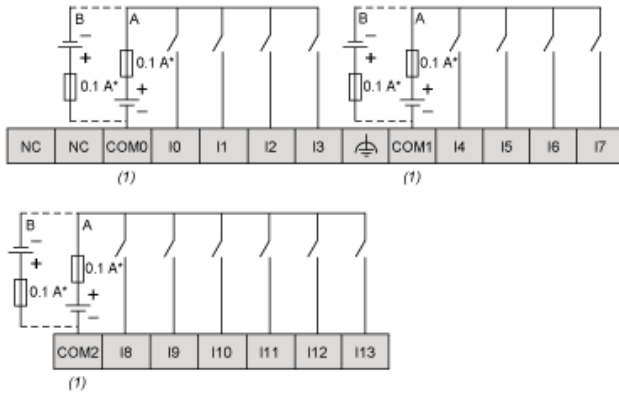 B A B A
− −
+ 0.1 A* + 0.1 A*
0.1 A* + 0.1 A* +
− −
NC NC COM0 I0 I1 I2 I3 COM1 I4 I5 I6 I7
(1) (1)
B A
−
+ 0.1 A*
0.1 A* +
−
COM2 I8 I9 I10 I11 I12 I13
(1)